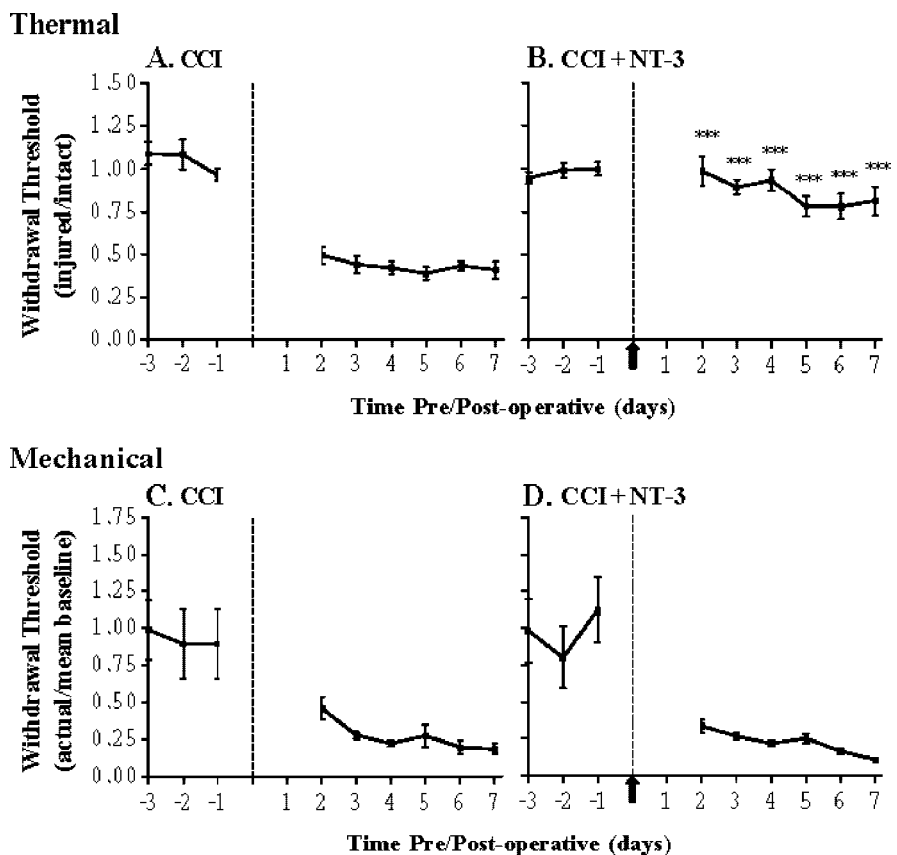 Thermal
A. CCI
B. CCI + NT-3
Withdrawal Threshold
(injured/intact)
1.50
1.25
1.00
0.75
0.50
0.25
0.00
*** *** *** *** *** ***
-3 -2 -1 1 2 3 4 5 6 7
-3 -2 -1 1 2 3 4 5 6 7
Time Pre/Post-operative (days)
Mechanical
C. CCI
D. CCI + NT-3
Withdrawal Threshold
(actual/mean baseline)
1.75
1.50
1.25
1.00
0.75
0.50
0.25
0.00
-3 -2 -1 1 2 3 4 5 6 7
-3 -2 -1 1 2 3 4 5 6 7
Time Pre/Post-operative (days)